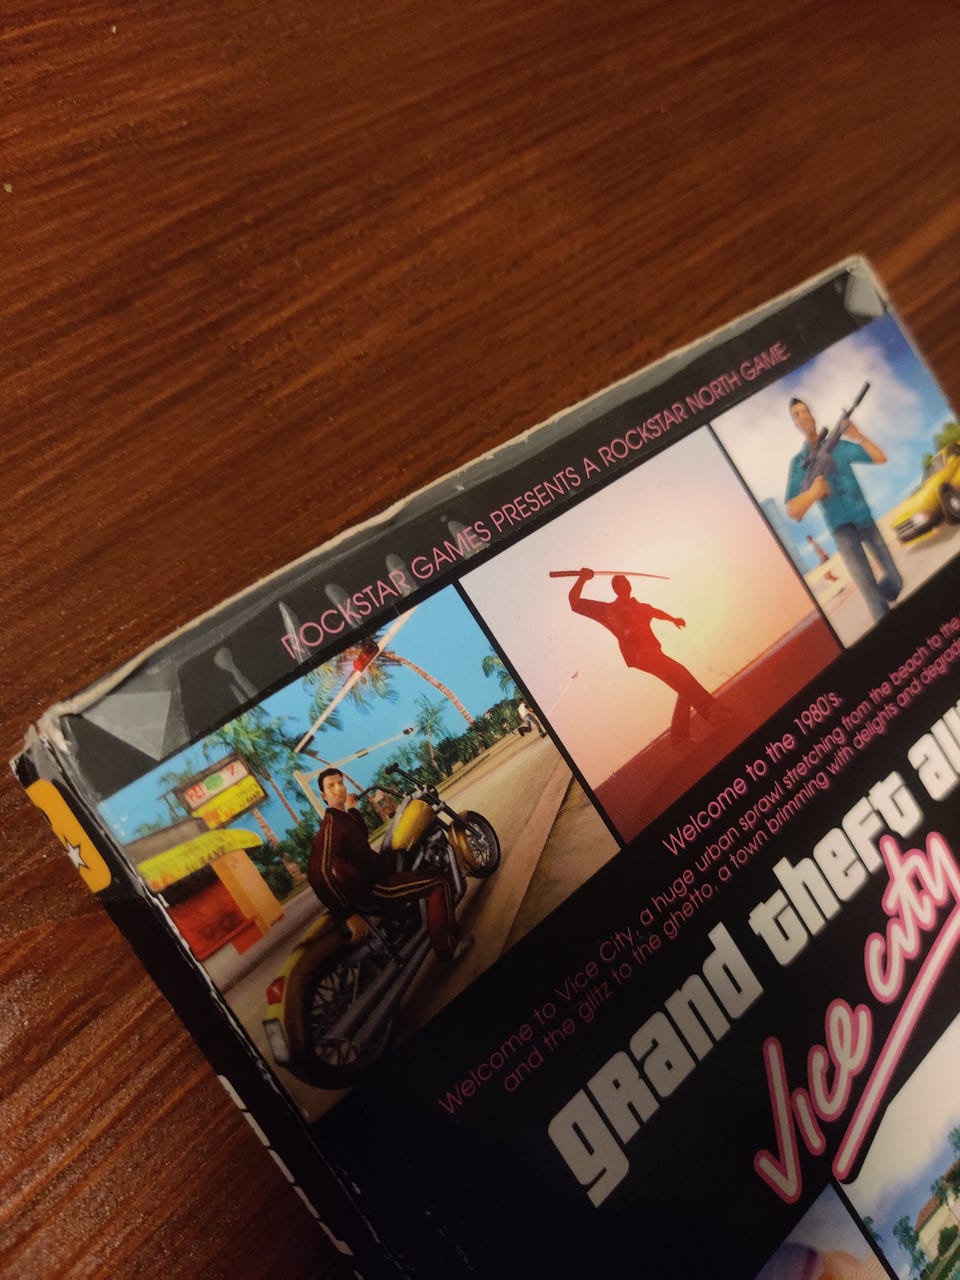 ROCKSTAR GAMES PRESENTS A ROCKSTAR NORTH GAME
Welcome to the 1980's.
Welcome to Vice City, a huge urban sprawl stretching from the beach to the
and the glitz to the ghetto, a town brimming with delights and
grand theft
Vice City